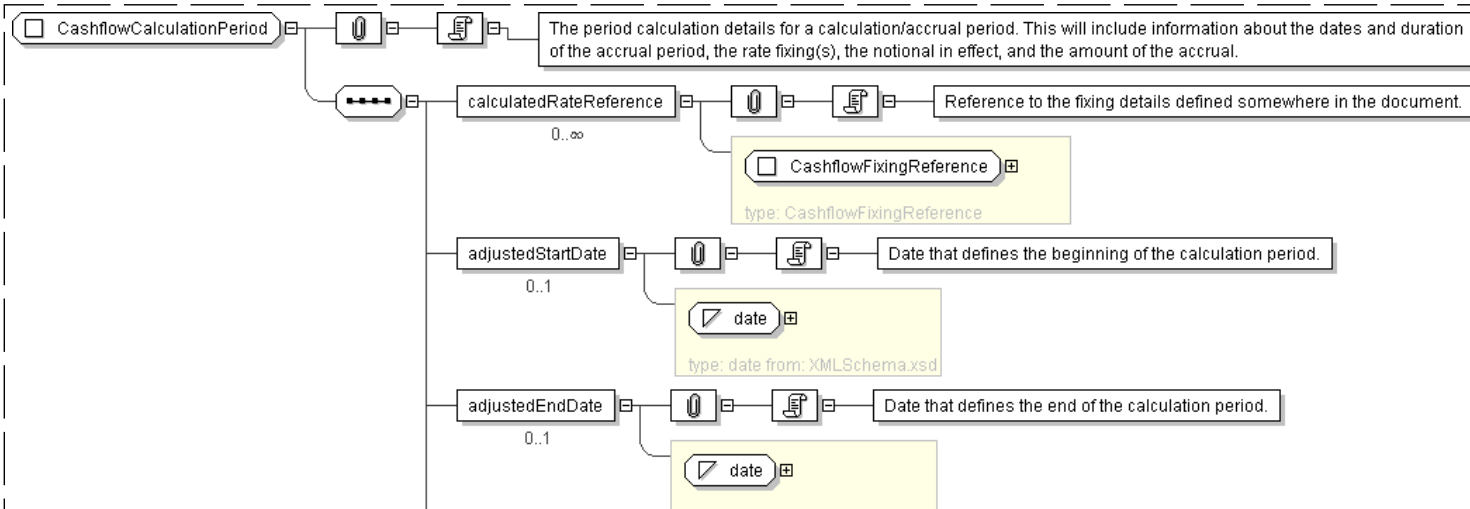 CashflowCalculationPeriod
The period calculation details for a calculation/accrual period. This will include information about the dates and duration
of the accrual period, the rate fixing(s), the notional in effect, and the amount of the accrual.
calculatedRateReference
Reference to the fixing details defined somewhere in the document.
0..∞
CashflowFixingReference
type: CashflowFixingReference
adjustedStartDate
Date that defines the beginning of the calculation period.
0..1
date
type: date from: XMLSchema.xsd
adjustedEndDate
Date that defines the end of the calculation period.
0..1
date